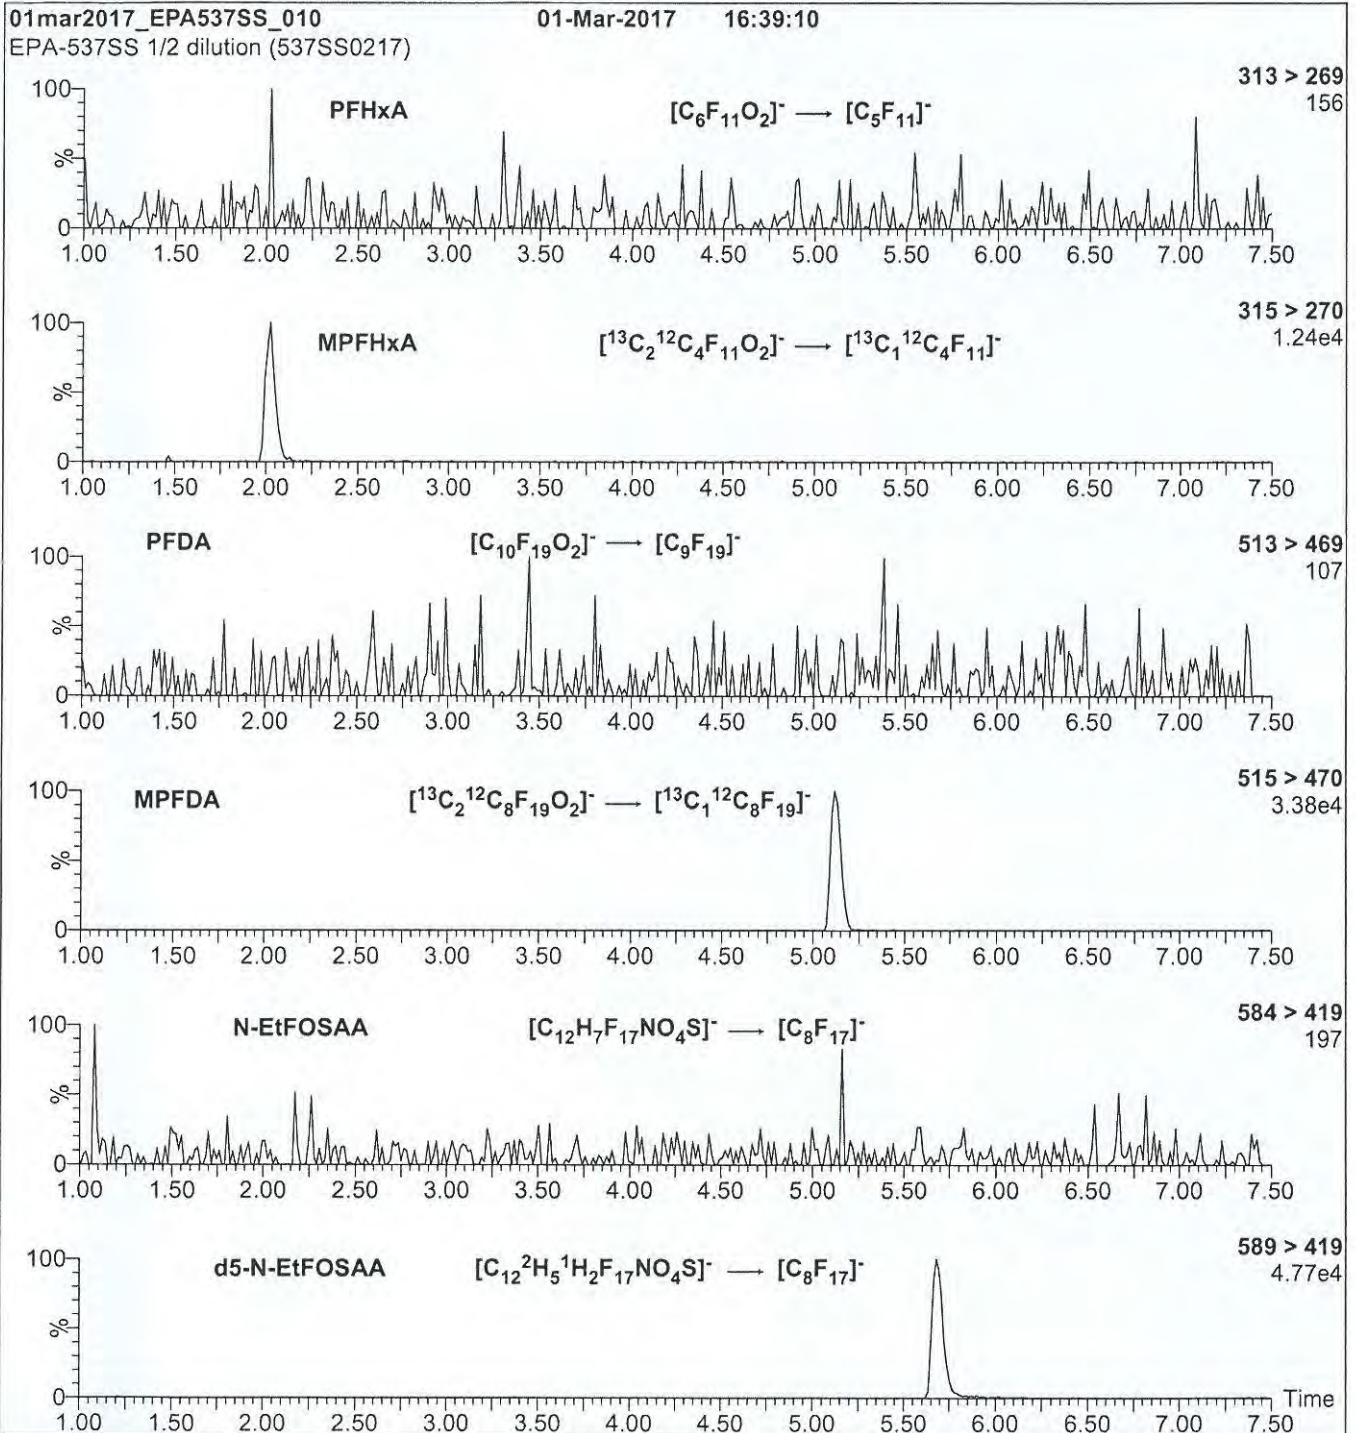 01mar2017_EPA537SS_010 01-Mar-2017 16:39:10
EPA-537SS 1/2 dilution (537SS0217)
313 > 269
156
PFHxA [C₆F₁₁O₂]⁻ → [C₅F₁₁]⁻
100
%
0
1.00 1.50 2.00 2.50 3.00 3.50 4.00 4.50 5.00 5.50 6.00 6.50 7.00 7.50
315 > 270
1.24e4
MPFHxA [¹³C₂¹²C₄F₁₁O₂]⁻ → [¹³C₁¹²C₄F₁₁]⁻
100
%
0
1.00 1.50 2.00 2.50 3.00 3.50 4.00 4.50 5.00 5.50 6.00 6.50 7.00 7.50
513 > 469
107
PFDA [C₁₀F₁₉O₂]⁻ → [C₉F₁₉]⁻
100
%
0
1.00 1.50 2.00 2.50 3.00 3.50 4.00 4.50 5.00 5.50 6.00 6.50 7.00 7.50
515 > 470
3.38e4
MPFDA [¹³C₂¹²C₈F₁₉O₂]⁻ → [¹³C₁¹²C₈F₁₉]⁻
100
%
0
1.00 1.50 2.00 2.50 3.00 3.50 4.00 4.50 5.00 5.50 6.00 6.50 7.00 7.50
584 > 419
197
N-EtFOSAA [C₁₂H₇F₁₇NO₄S]⁻ → [C₈F₁₇]⁻
100
%
0
1.00 1.50 2.00 2.50 3.00 3.50 4.00 4.50 5.00 5.50 6.00 6.50 7.00 7.50
589 > 419
4.77e4
d5-N-EtFOSAA [C₁₂²H₅¹H₂F₁₇NO₄S]⁻ → [C₈F₁₇]⁻
100
%
0
Time
1.00 1.50 2.00 2.50 3.00 3.50 4.00 4.50 5.00 5.50 6.00 6.50 7.00 7.50